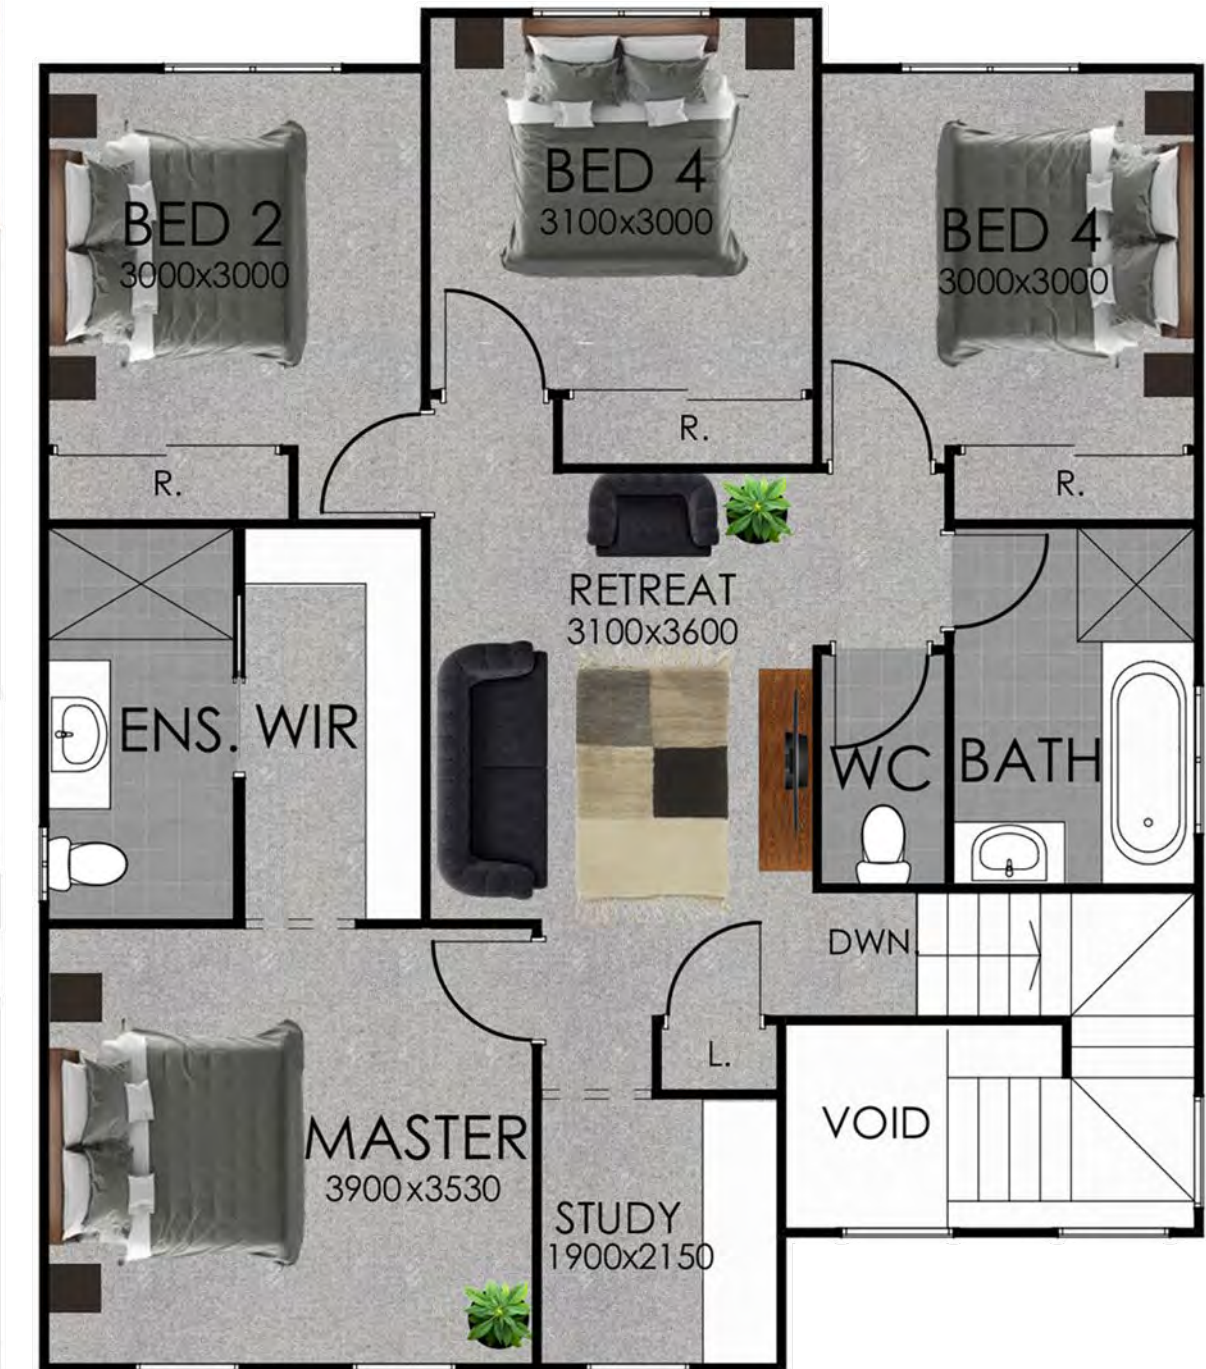 BED 4
3100x3000
BED 2
3000x3000
BED 4
3000x3000
R.
R.
R.
RETREAT
3100x3600
ENS.
WIR
WC
BATH
DWN.
L.
MASTER
3900x3530
VOID
STUDY
1900x2150